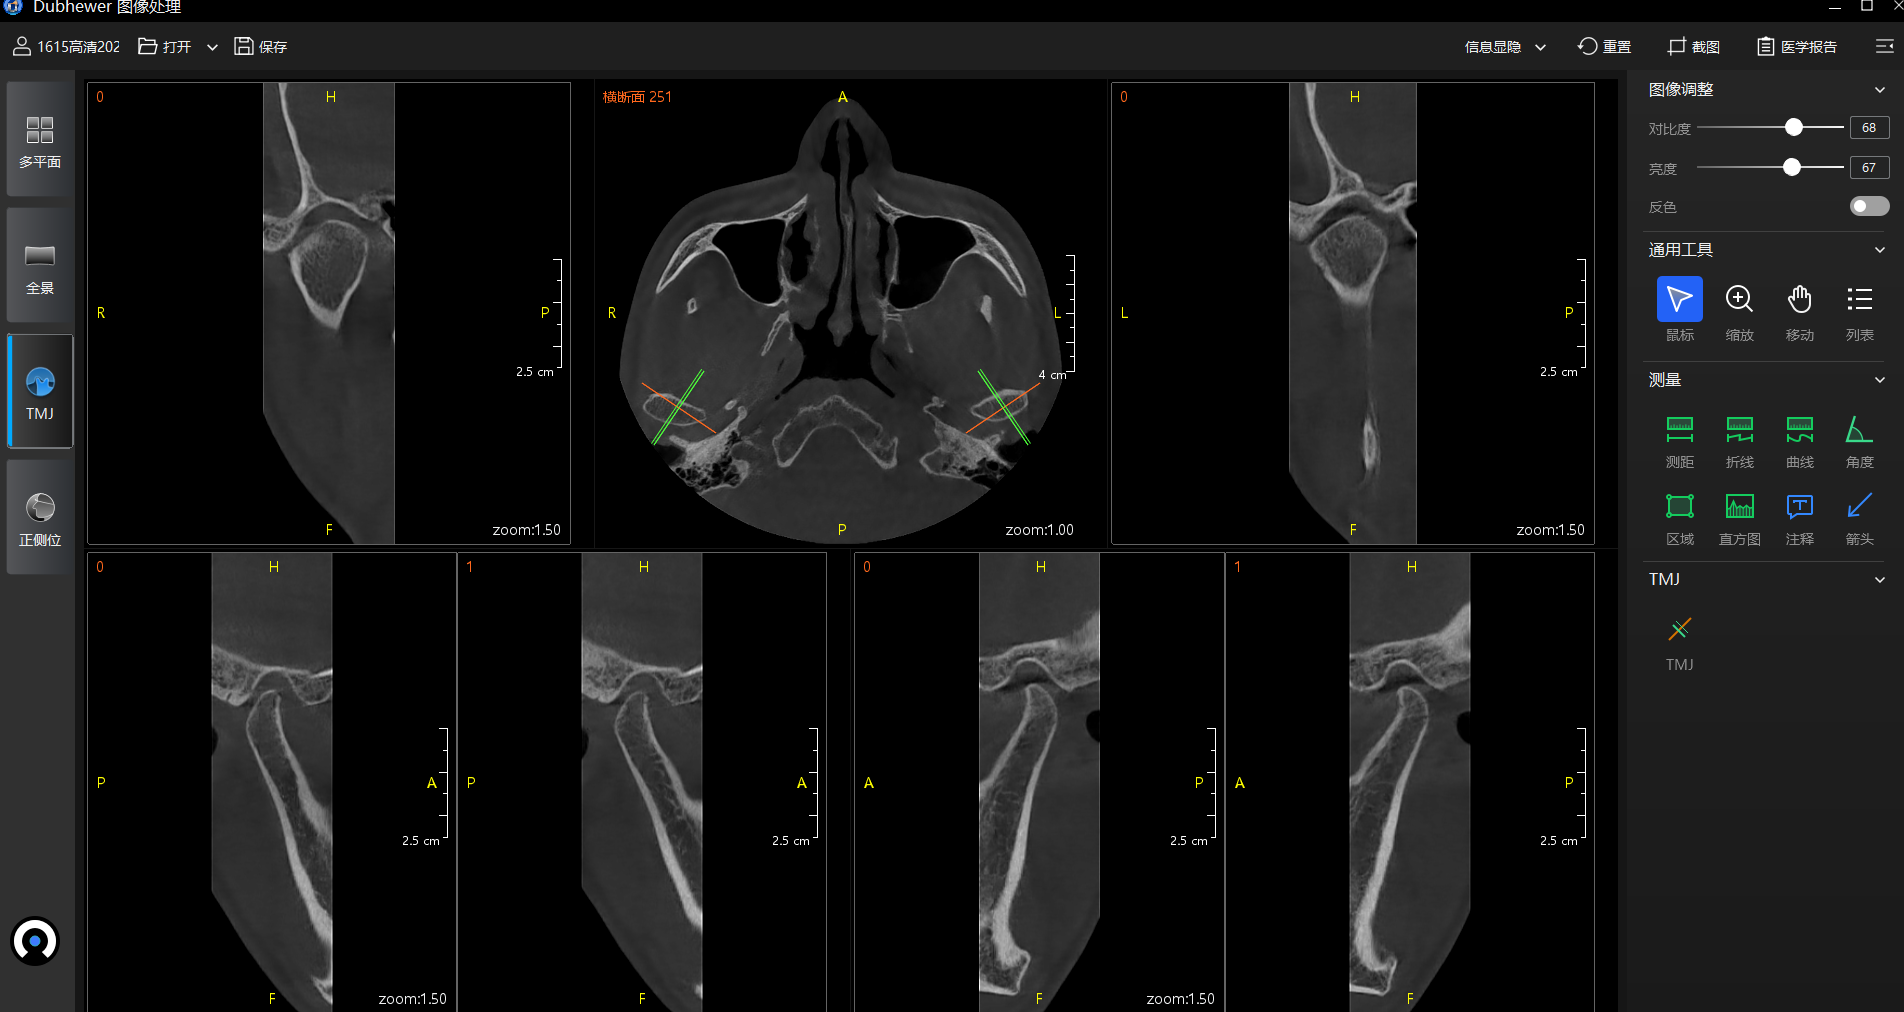 Dubhewer 图像处理
1615高清202 打开 保存 信息显隐 重置 截图 医学报告
多平面
全景
TMJ
正侧位
0 H R P 2.5 cm F zoom:1.50
横断面 251 A R L 4 cm P zoom:1.00
0 H L P 2.5 cm F zoom:1.50
0 H P A 2.5 cm F zoom:1.50
1 H P A 2.5 cm F
0 H A P 2.5 cm F zoom:1.50
1 H A P 2.5 cm F zoom:1.50
图像调整
对比度 68
亮度 67
反色
通用工具
鼠标 缩放 移动 列表
测量
测距 折线 曲线 角度
区域 直方图 注释 箭头
TMJ
TMJ